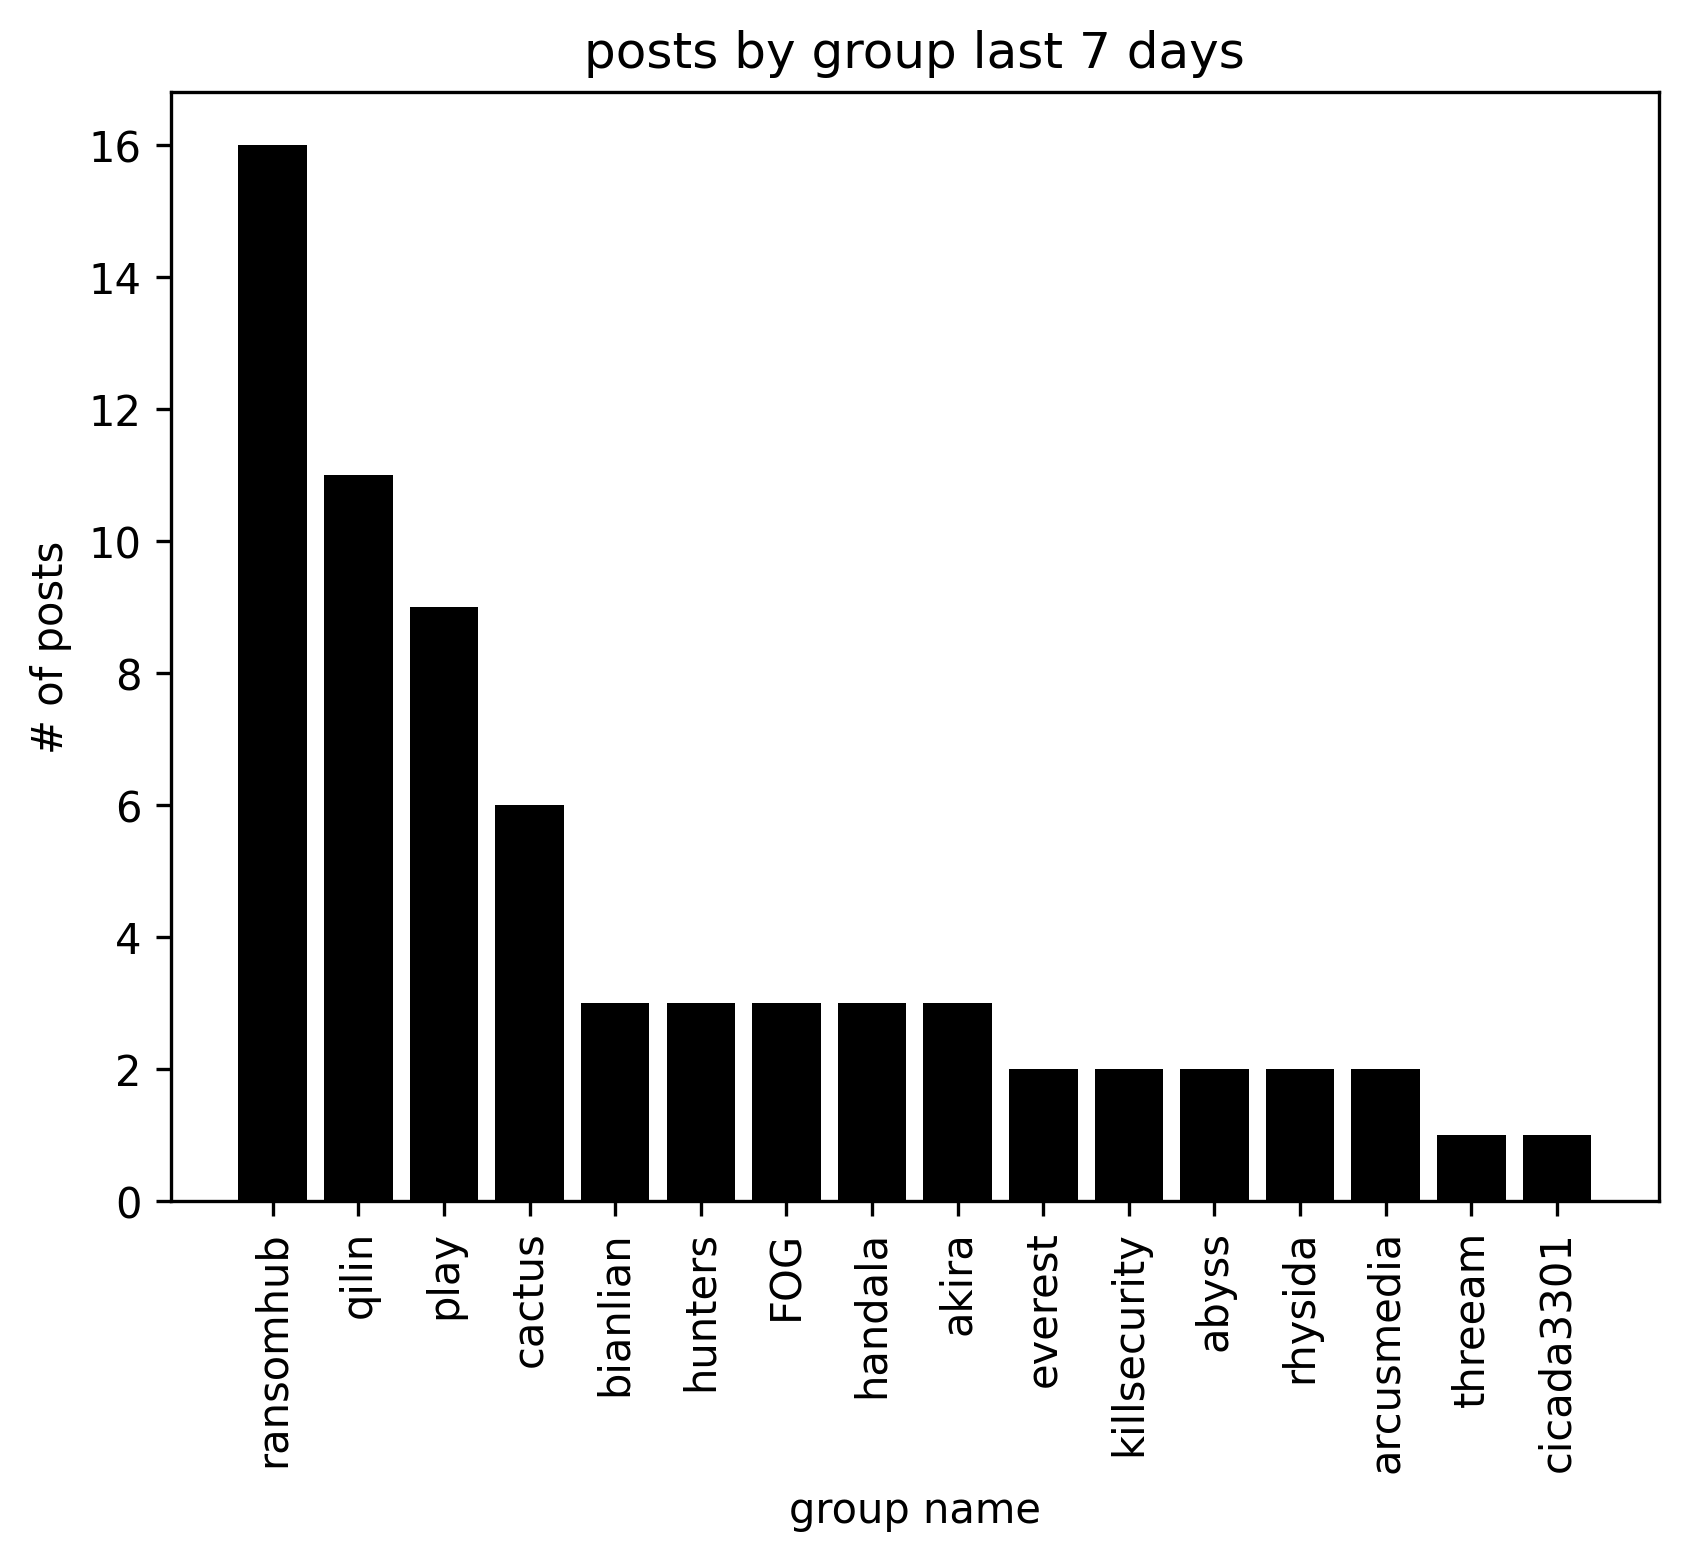 posts by group last 7 days
# of posts
16
14
12
10
8
6
4
2
0
ransomhub
qilin
play
cactus
bianlian
hunters
FOG
handala
akira
everest
killsecurity
abyss
rhysida
arcusmedia
threeam
cicada3301
group name